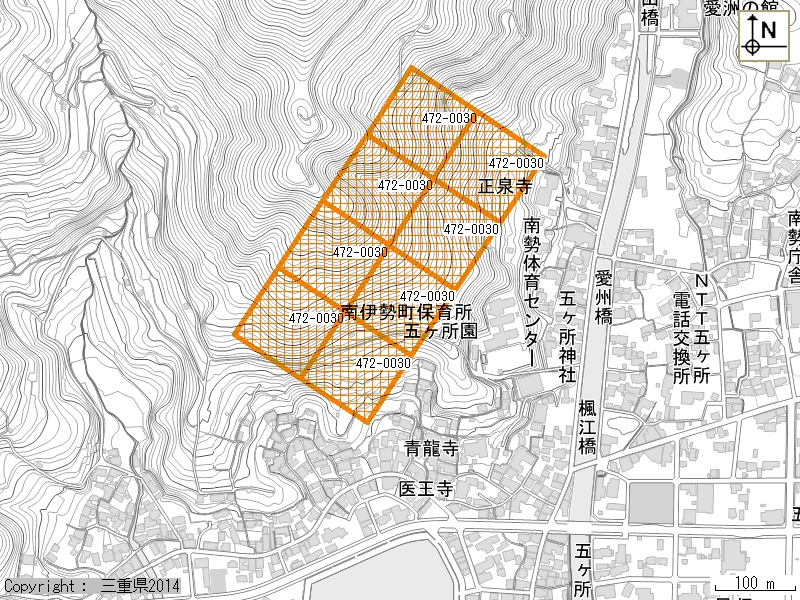 愛洲の館
N
山橋
472-0030
472-0030
正泉寺
472-0030
472-0030
472-0030
472-0030
472-0030
472-0030
南伊勢町保育所
五ヶ所園
南勢体育センター
五ヶ所神社
愛州橋
NTT五ヶ所
電話交換所
南勢庁舎
楓江橋
青龍寺
医王寺
五ヶ所
五
100 m
Copyright : 三重県2014